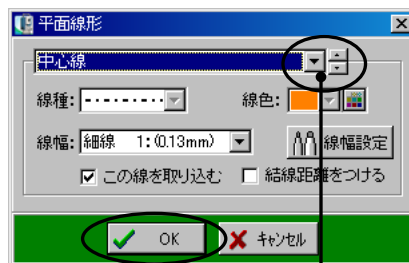 平面線形
中心線
線種: 線色:
線幅: 細線 1:(0.13mm) 線幅設定
この線を取り込む 結線距離をつける
OK キャンセル